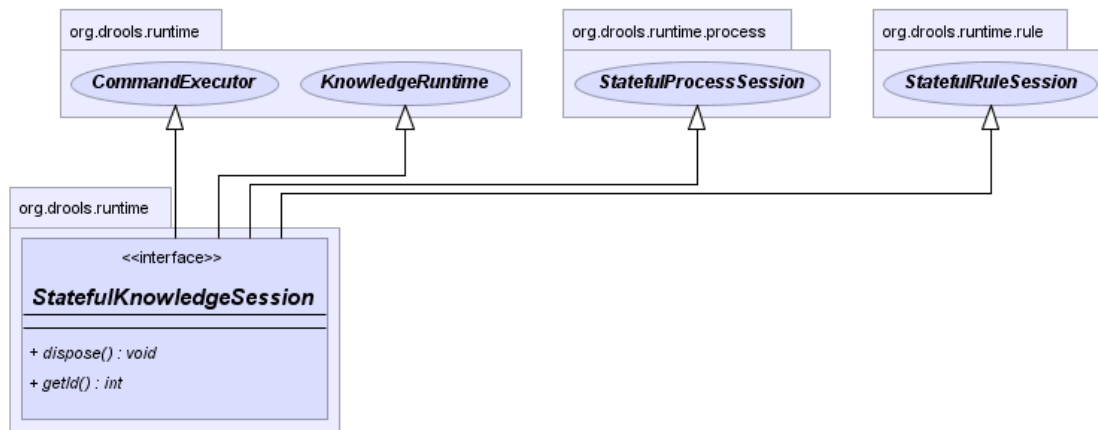 org.drools.runtime
org.drools.runtime.process
org.drools.runtime.rule
CommandExecutor
KnowledgeRuntime
StatefulProcessSession
StatefulRuleSession
org.drools.runtime
<<interface>>
StatefulKnowledgeSession
+ dispose() : void
+ getId() : int